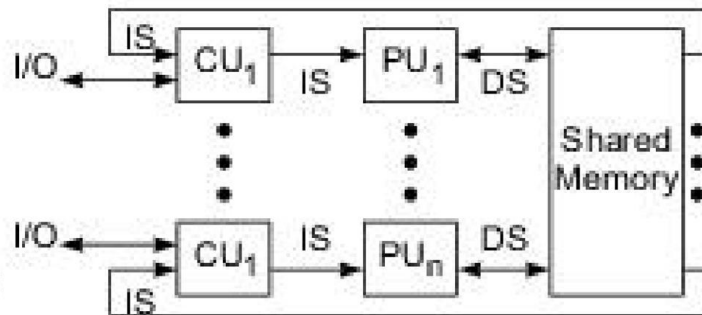 IS
I/O CU1 IS PU1 DS
Shared
Memory
I/O CU1 IS PUn DS
IS